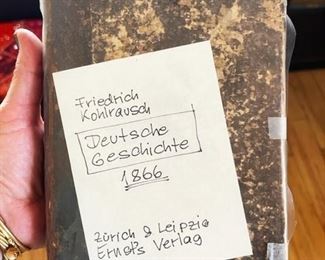 Friedrich
Kohlrausch
Deutsche
Geschichte
1866
Zürich & Leipzig
Ernst's Verlag